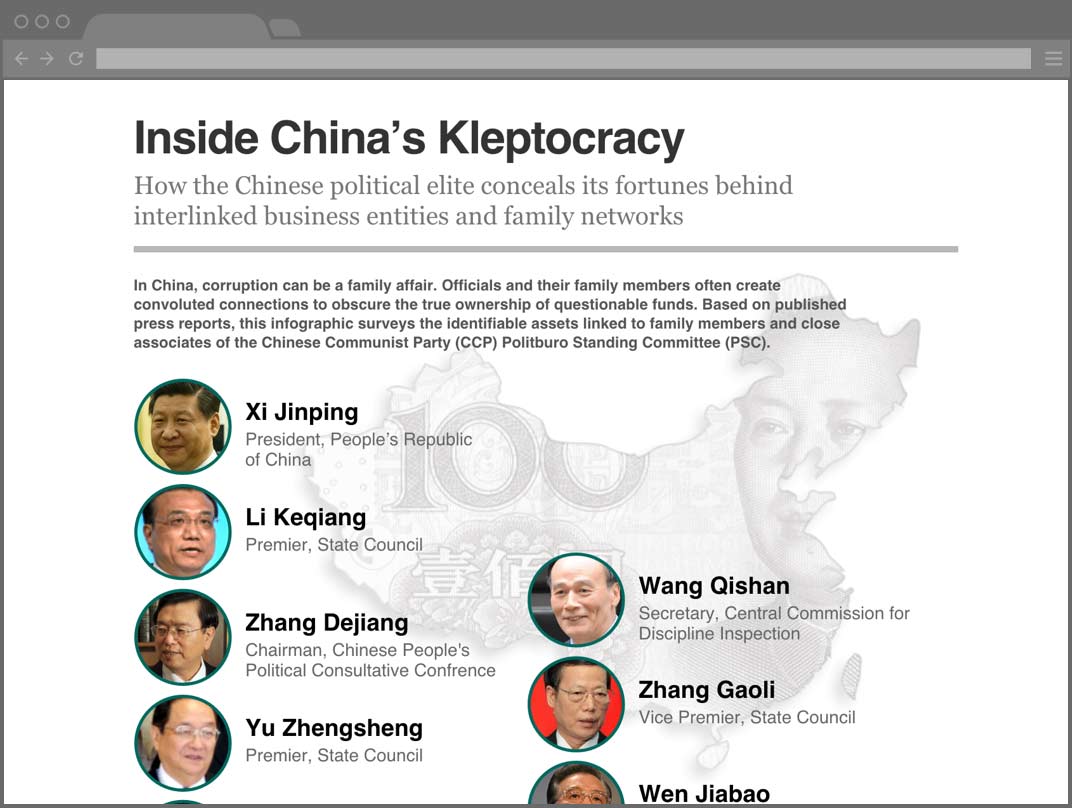 Inside China’s Kleptocracy
How the Chinese political elite conceals its fortunes behind
interlinked business entities and family networks
In China, corruption can be a family affair. Officials and their family members often create
convoluted connections to obscure the true ownership of questionable funds. Based on published
press reports, this infographic surveys the identifiable assets linked to family members and close
associates of the Chinese Communist Party (CCP) Politburo Standing Committee (PSC).
100
壹佰
Xi Jinping
President, People’s Republic
of China
Li Keqiang
Premier, State Council
Zhang Dejiang
Chairman, Chinese People's
Political Consultative Confrence
Yu Zhengsheng
Premier, State Council
Wang Qishan
Secretary, Central Commission for
Discipline Inspection
Zhang Gaoli
Vice Premier, State Council
Wen Jiabao